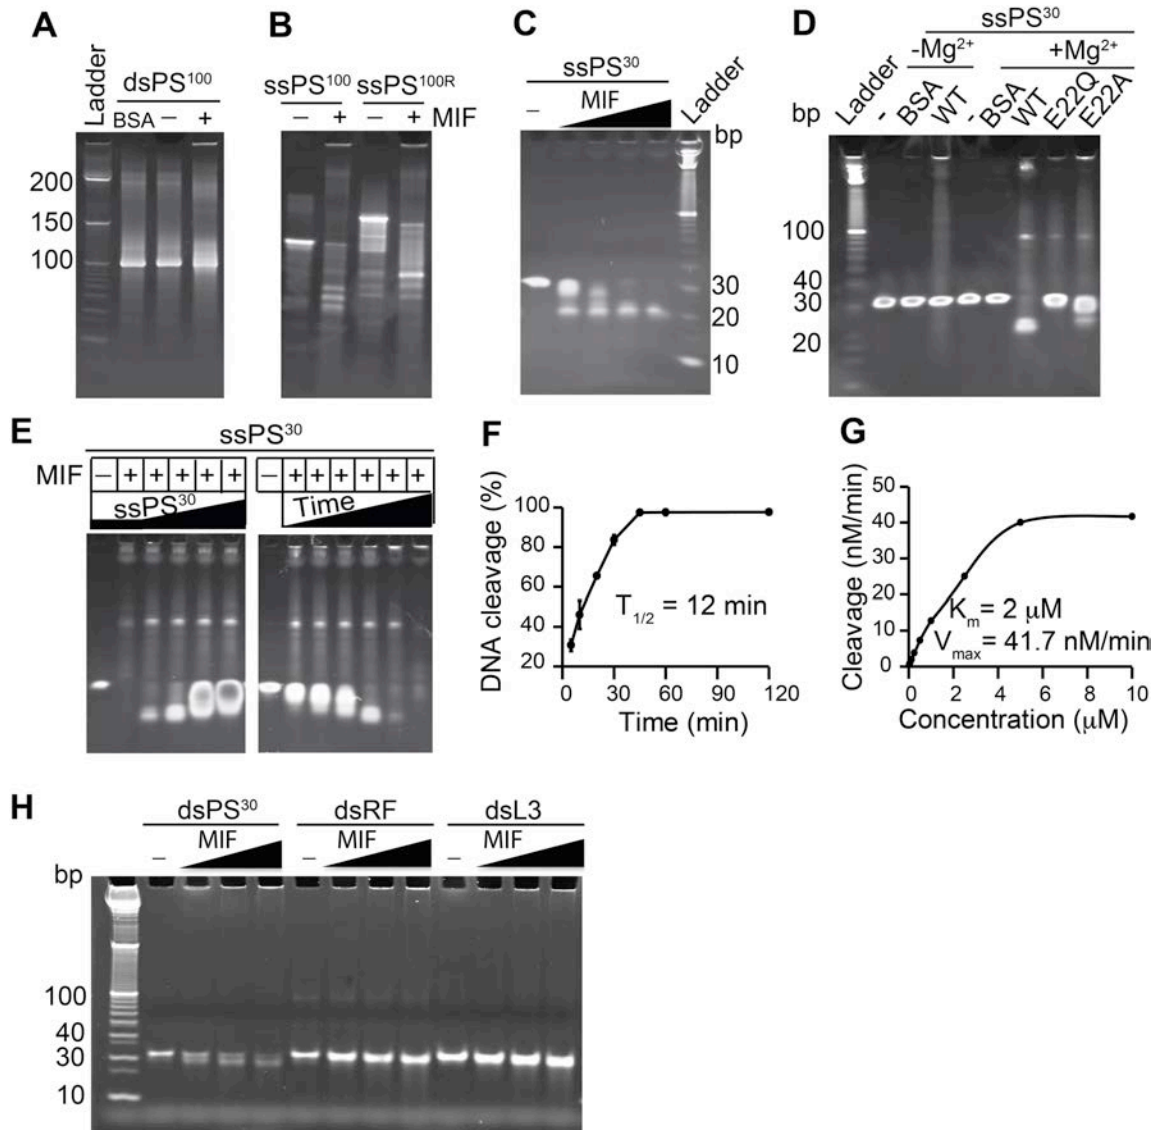 A
Ladder
dsPS¹⁰⁰
BSA – +
200
150
100
B
ssPS¹⁰⁰ ssPS¹⁰⁰ᴿ
– + – + MIF
C
ssPS³⁰
– MIF
Ladder
bp
30
20
10
D
ssPS³⁰
-Mg²⁺ +Mg²⁺
bp
Ladder - BSA WT - BSA WT E22Q E22A
100
40
30
20
E
ssPS³⁰
MIF – + + + + + – + + + + + +
ssPS³⁰ Time
F
DNA cleavage (%)
100
80
60
40
20
T1/2 = 12 min
0 30 60 90 120
Time (min)
G
Cleavage (nM/min)
50
40
30
20
10
0
Km = 2 μM
Vmax = 41.7 nM/min
0 2 4 6 8 10
Concentration (μM)
H
dsPS³⁰ dsRF dsL3
– MIF – MIF – MIF
bp
100
40
30
10